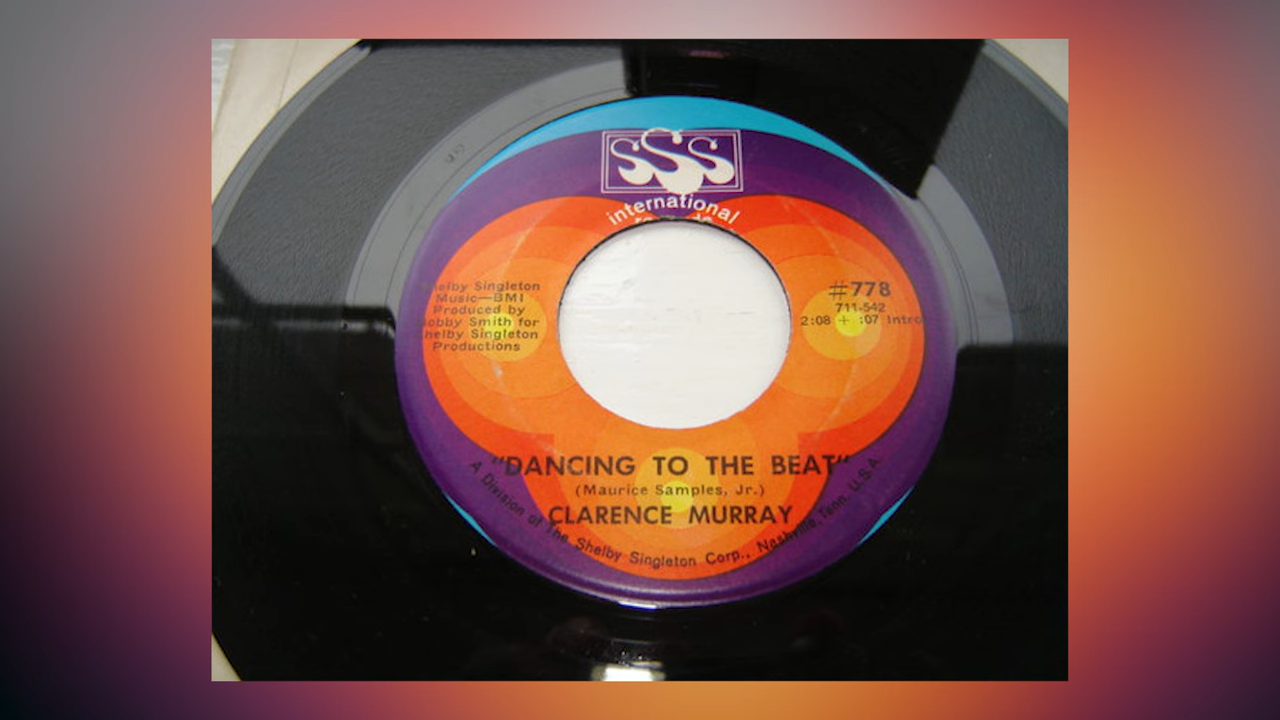 SSS
international
Shelby Singleton
Music—BMI
Produced by
Bobby Smith for
Shelby Singleton
Productions
#778
711-542
2:08 + :07 Intro
"DANCING TO THE BEAT"
(Maurice Samples, Jr.)
CLARENCE MURRAY
A Division of The Shelby Singleton Corp., Nashville, Tenn. U.S.A.